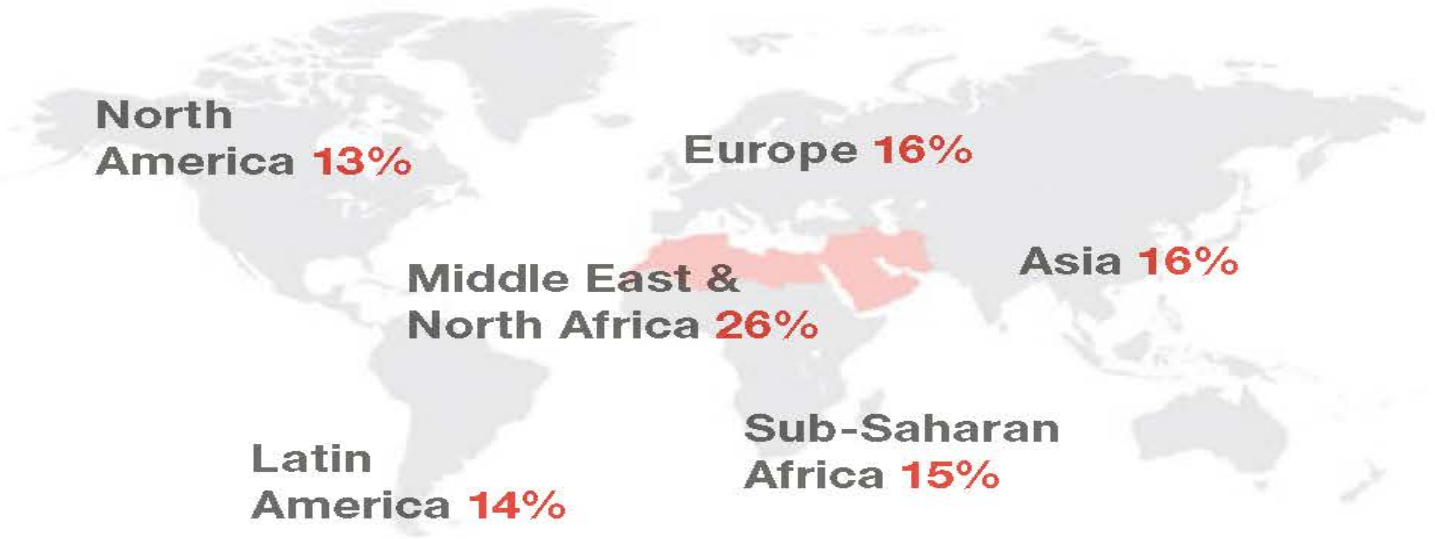 North
America 13%
Europe 16%
Asia 16%
Middle East &
North Africa 26%
Sub-Saharan
Africa 15%
Latin
America 14%